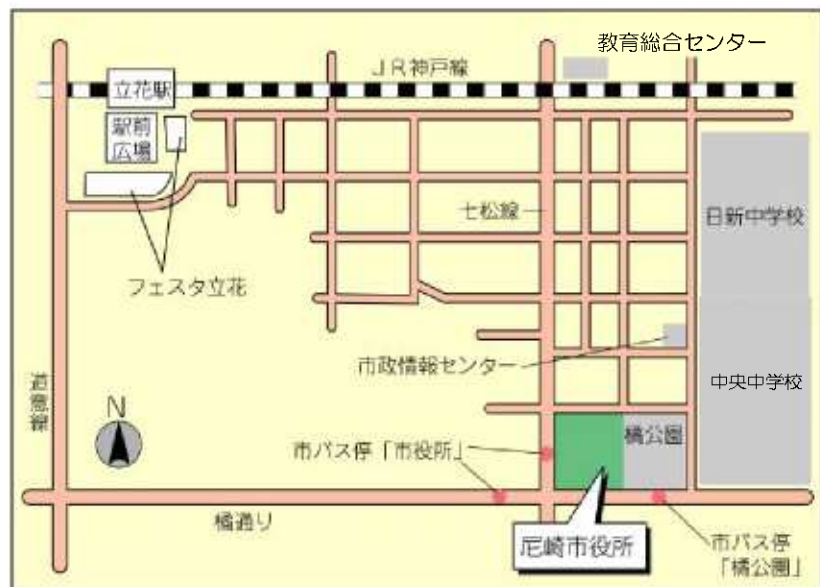 教育総合センター
JR神戸線
立花駅
駅前
広場
七松線
日新中学校
フェスタ立花
市政情報センター
中央中学校
道意線
N
橘公園
市バス停「市役所」
橘通り
尼崎市役所
市バス停
「橘公園」